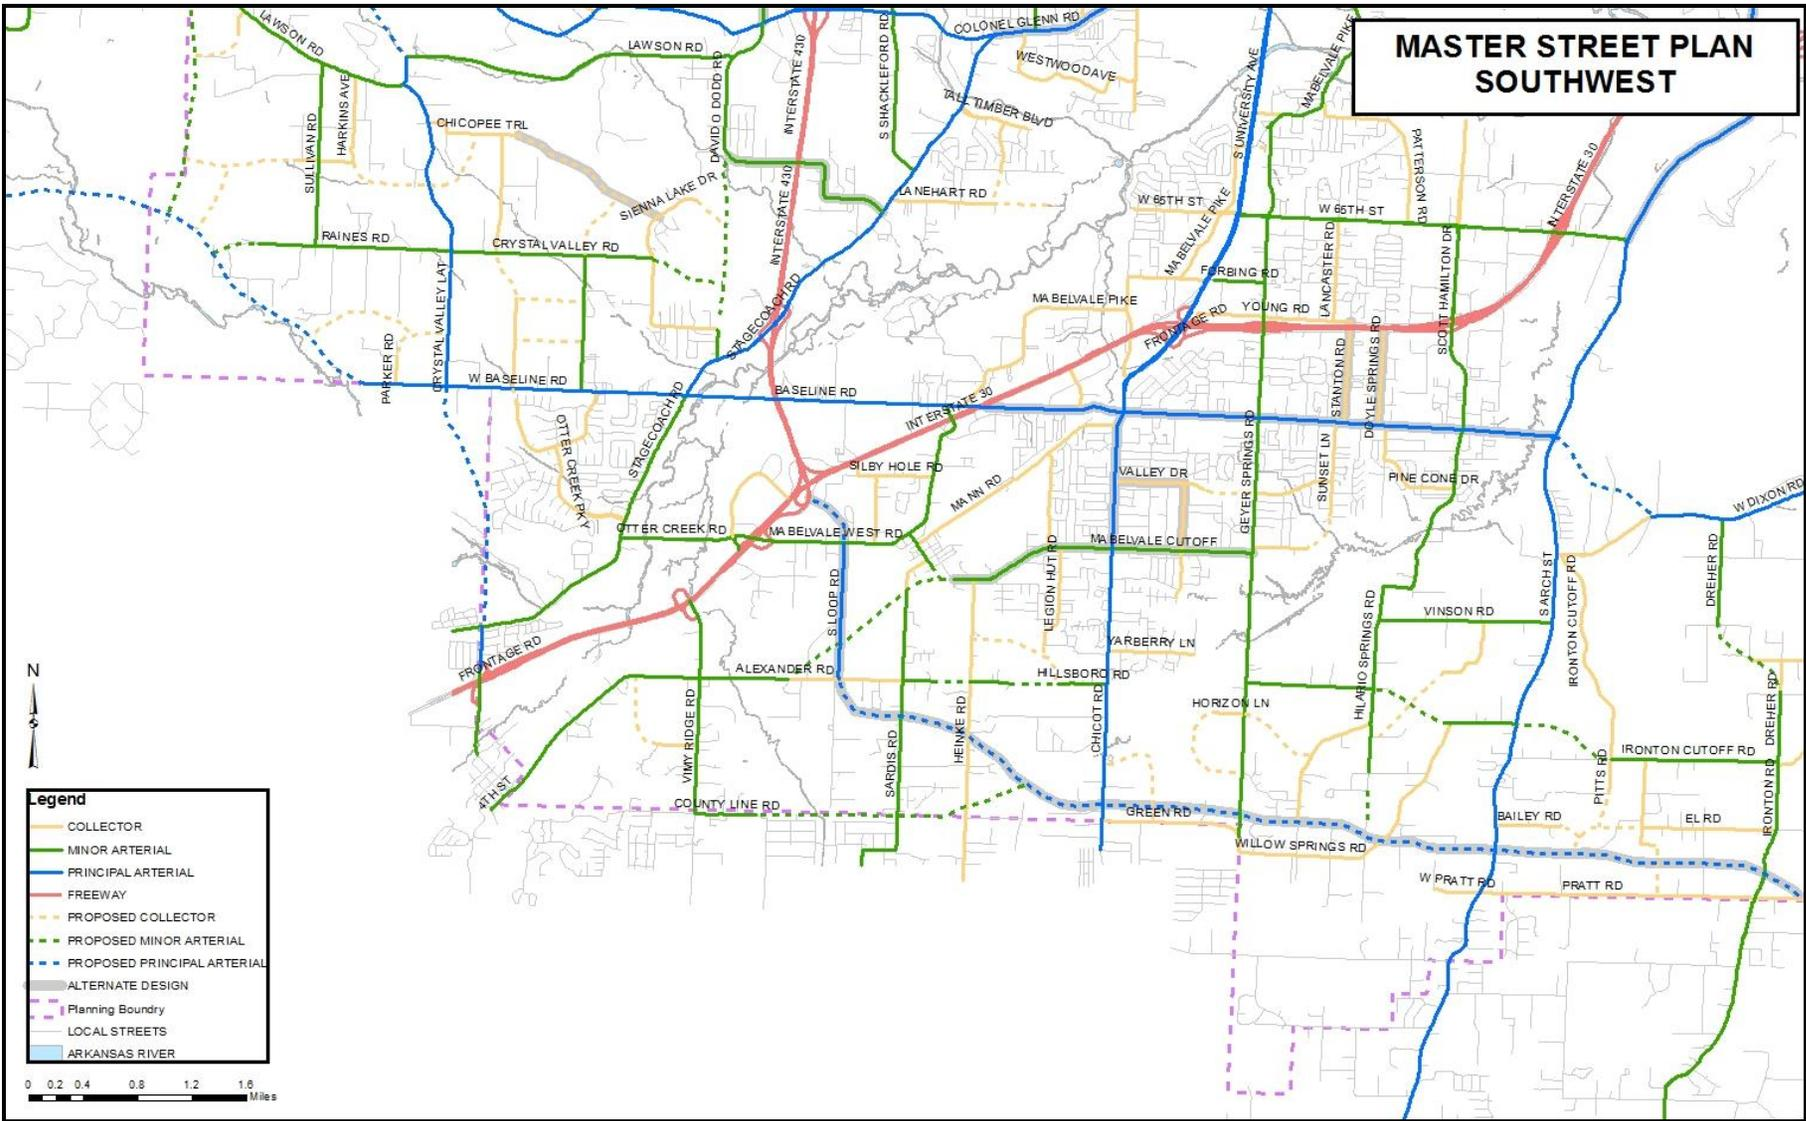 MASTER STREET PLAN
SOUTHWEST
LAWSON RD
LAWSON RD
INTERSTATE 430
S SHACKLEFORD RD
COLONEL GLENN RD
WESTWOOD AVE
S UNIVERSITY AVE
MABELVALE PIKE
HARKINS AVE
SULLIVAN RD
CHICOPEE TRL
DAVID O DODD RD
TALL TIMBER BLVD
PATTERSON RD
INTERSTATE 30
SIENNA LAKE DR
INTERSTATE 430
LANEHART RD
W 65TH ST
W 65TH ST
MABELVALE PIKE
RAINES RD
CRYSTAL VALLEY RD
CRYSTAL VALLEY LAT
STAGECOACH RD
FORBING RD
LANCASTER RD
SCOTT HAMILTON DR
MABELVALE PIKE
YOUNG RD
FRONTAGE RD
PARKER RD
W BASELINE RD
BASELINE RD
STAGECOACH RD
INTERSTATE 30
STANTON RD
DOYLE SPRINGS RD
OTTER CREEK PKY
SILBY HOLE RD
MANN RD
VALLEY DR
GEYER SPRINGS RD
SUNSET LN
PINE CONE DR
W DIXON RD
OTTER CREEK RD
MABELVALE WEST RD
MABELVALE CUTOFF
LEGION HUT RD
S LOOP RD
S ARCH ST
IRONTON CUTOFF RD
DREHER RD
VINSON RD
HILARO SPRINGS RD
YARBERRY LN
FRONTAGE RD
ALEXANDER RD
HILLSBORO RD
VIMY RIDGE RD
SARDIS RD
HEINKE RD
CHICOT RD
HORIZON LN
DREHER RD
IRONTON CUTOFF RD
PITTS RD
IRONTON RD
4TH ST
COUNTY LINE RD
GREEN RD
BAILEY RD
EL RD
WILLOW SPRINGS RD
W PRATT RD
PRATT RD
N
S
Legend
COLLECTOR
MINOR ARTERIAL
PRINCIPAL ARTERIAL
FREEWAY
PROPOSED COLLECTOR
PROPOSED MINOR ARTERIAL
PROPOSED PRINCIPAL ARTERIAL
ALTERNATE DESIGN
Planning Boundry
LOCAL STREETS
ARKANSAS RIVER
0 0.2 0.4 0.8 1.2 1.6
Miles